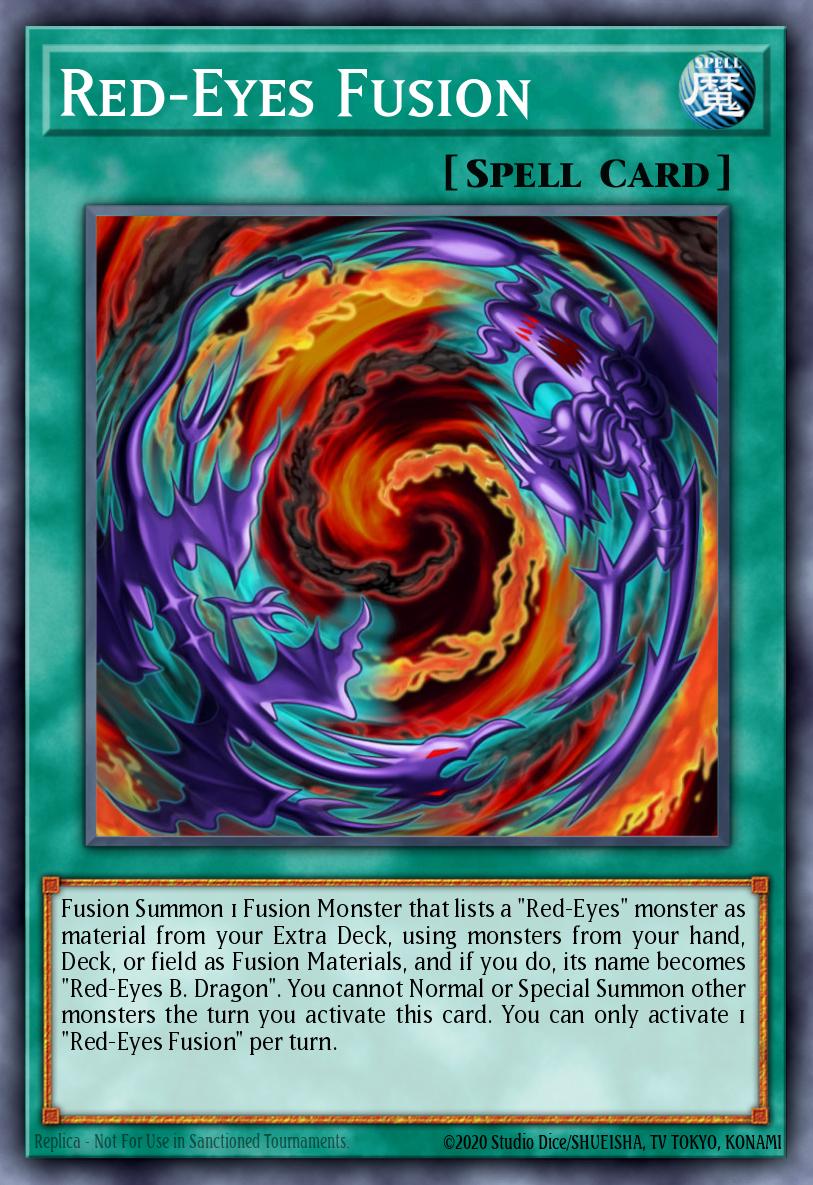 Red-Eyes Fusion
SPELL
魔
[ Spell Card ]
Fusion Summon 1 Fusion Monster that lists a "Red-Eyes" monster as
material from your Extra Deck, using monsters from your hand,
Deck, or field as Fusion Materials, and if you do, its name becomes
"Red-Eyes B. Dragon". You cannot Normal or Special Summon other
monsters the turn you activate this card. You can only activate 1
"Red-Eyes Fusion" per turn.
Replica - Not For Use in Sanctioned Tournaments.
©2020 Studio Dice/SHUEISHA, TV TOKYO, KONAMI